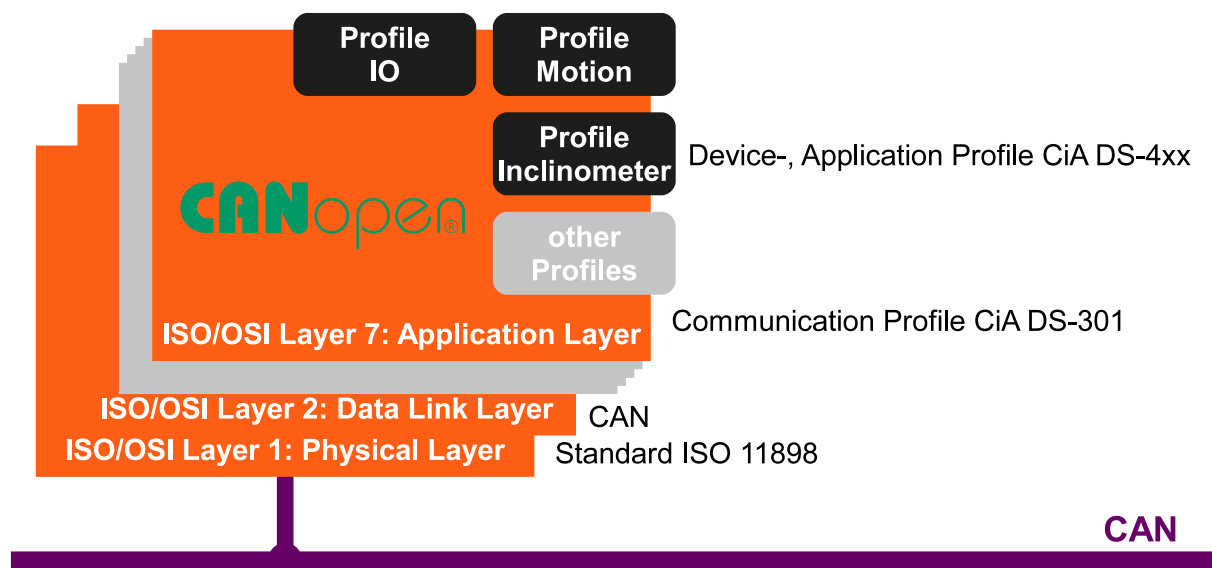 Profile
IO
Profile
Motion
Profile
Inclinometer
Device-, Application Profile CiA DS-4xx
CANopen®
other
Profiles
ISO/OSI Layer 7: Application Layer
Communication Profile CiA DS-301
ISO/OSI Layer 2: Data Link Layer
CAN
ISO/OSI Layer 1: Physical Layer
Standard ISO 11898
CAN